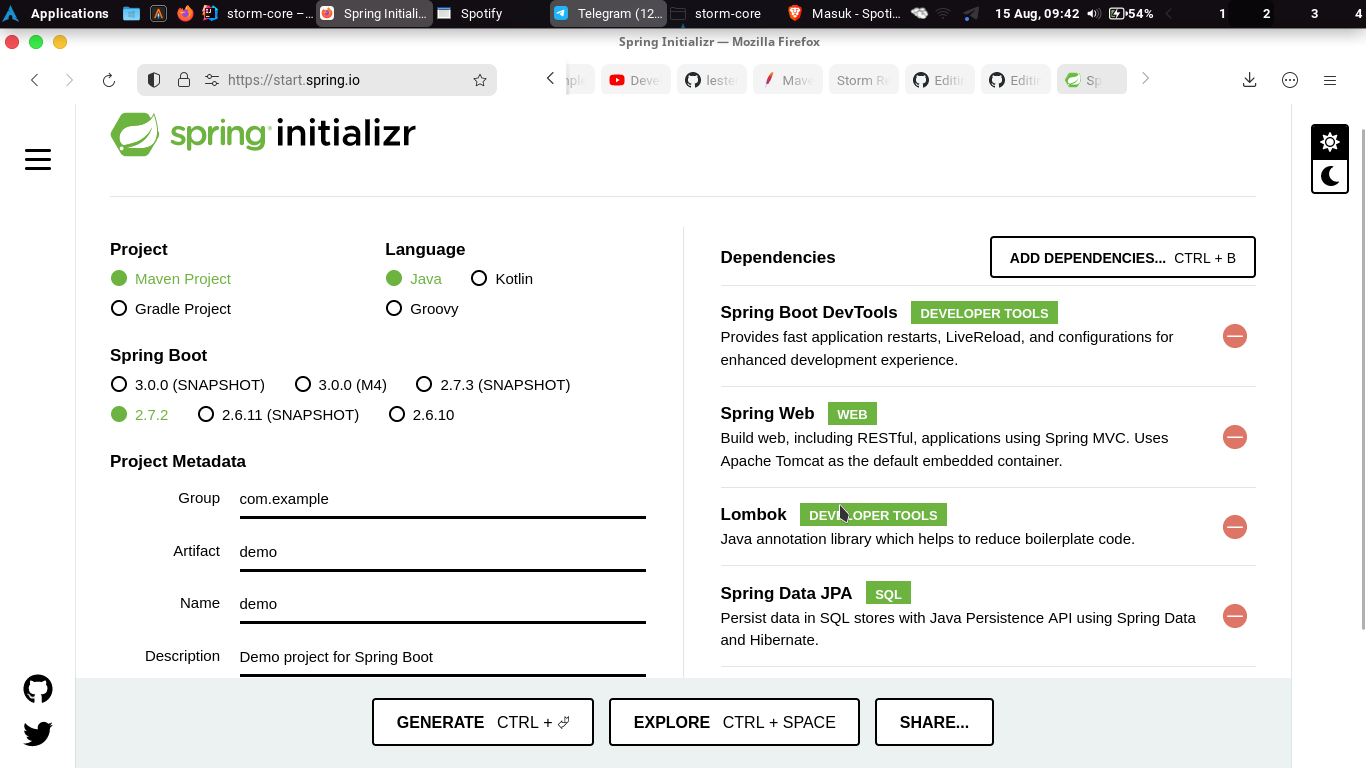 Applications
storm-core –...
Spring Initiali...
Spotify
Telegram (12...
storm-core
Masuk - Spoti...
15 Aug, 09:42
54%
1
2
3
4
Spring Initializr — Mozilla Firefox
https://start.spring.io
Storm
Sp
spring initializr
Project
Maven Project
Gradle Project
Language
Java
Kotlin
Groovy
Spring Boot
3.0.0 (SNAPSHOT)
3.0.0 (M4)
2.7.3 (SNAPSHOT)
2.7.2
2.6.11 (SNAPSHOT)
2.6.10
Project Metadata
Group
com.example
Artifact
demo
Name
demo
Description
Demo project for Spring Boot
Dependencies
ADD DEPENDENCIES... CTRL + B
Spring Boot DevTools DEVELOPER TOOLS
Provides fast application restarts, LiveReload, and configurations for
enhanced development experience.
Spring Web WEB
Build web, including RESTful, applications using Spring MVC. Uses
Apache Tomcat as the default embedded container.
Lombok DEVELOPER TOOLS
Java annotation library which helps to reduce boilerplate code.
Spring Data JPA SQL
Persist data in SQL stores with Java Persistence API using Spring Data
and Hibernate.
GENERATE CTRL + ⏎
EXPLORE CTRL + SPACE
SHARE...